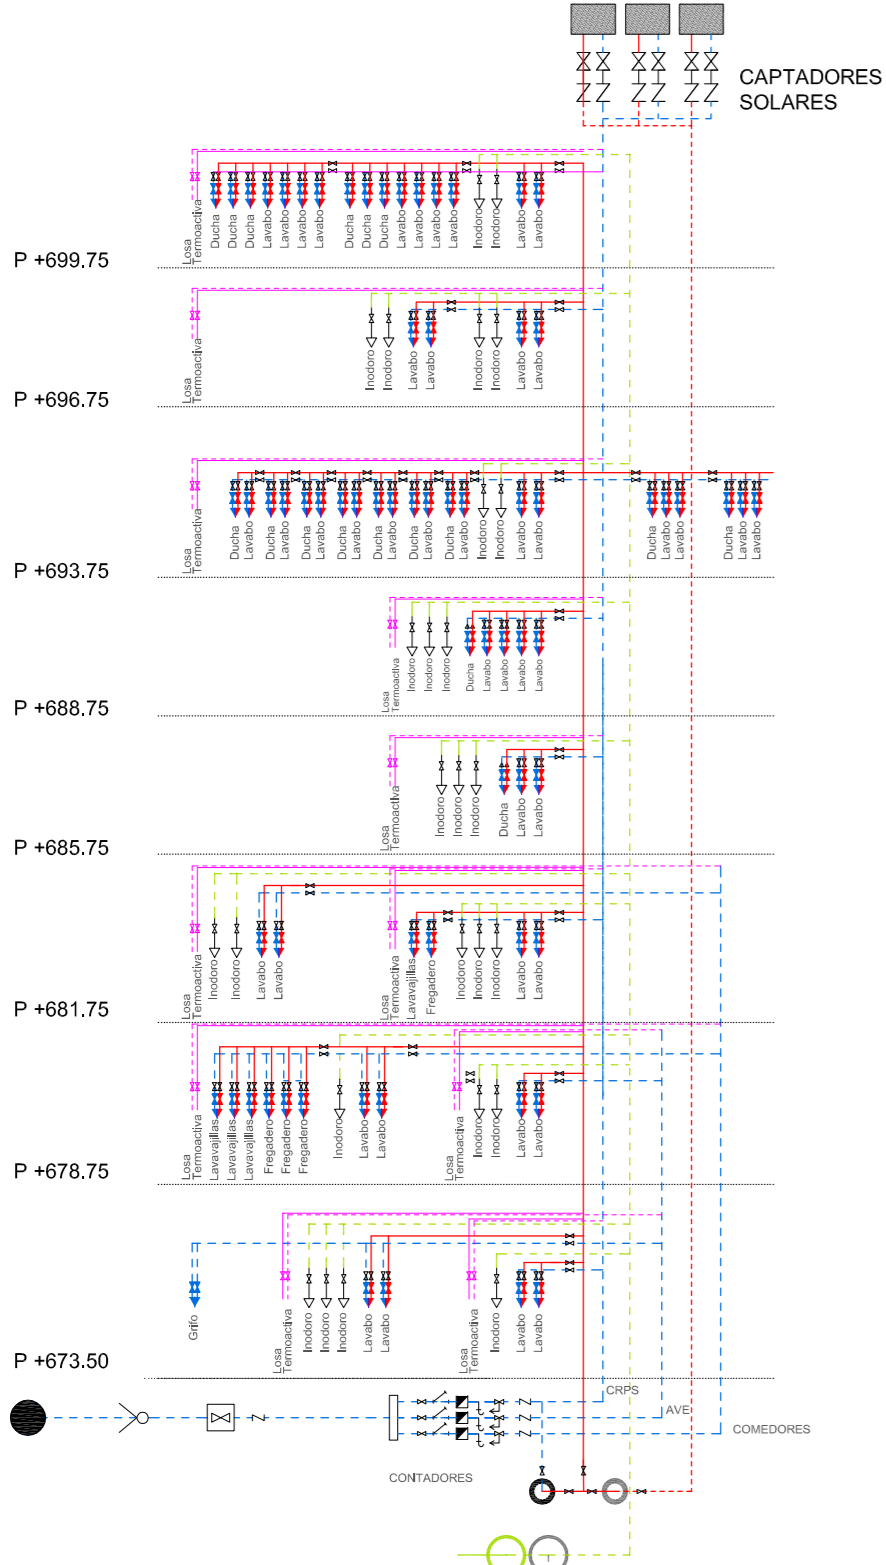 CAPTADORES
SOLARES
Losa
Termoactiva
Ducha
Ducha
Ducha
Lavabo
Lavabo
Lavabo
Lavabo
Ducha
Ducha
Ducha
Lavabo
Lavabo
Lavabo
Lavabo
Inodoro
Inodoro
Lavabo
Lavabo
P +699.75
Losa
Termoactiva
Inodoro
Inodoro
Lavabo
Lavabo
Inodoro
Inodoro
Lavabo
Lavabo
P +696.75
Losa
Termoactiva
Ducha
Lavabo
Ducha
Lavabo
Ducha
Lavabo
Ducha
Lavabo
Ducha
Lavabo
Ducha
Lavabo
Ducha
Lavabo
Inodoro
Inodoro
Lavabo
Lavabo
Ducha
Lavabo
Lavabo
Ducha
Lavabo
Lavabo
P +693.75
Losa
Termoactiva
Inodoro
Inodoro
Inodoro
Ducha
Lavabo
Lavabo
Lavabo
Lavabo
P +688.75
Losa
Termoactiva
Inodoro
Inodoro
Inodoro
Ducha
Lavabo
Lavabo
P +685.75
Losa
Termoactiva
Inodoro
Inodoro
Lavabo
Lavabo
Losa
Termoactiva
Lavavajillas
Fregadero
Inodoro
Inodoro
Inodoro
Lavabo
Lavabo
P +681.75
Losa
Termoactiva
Lavavajillas
Lavavajillas
Lavavajillas
Fregadero
Fregadero
Fregadero
Inodoro
Lavabo
Lavabo
Losa
Termoactiva
Inodoro
Inodoro
Lavabo
Lavabo
P +678.75
Grifo
Losa
Termoactiva
Inodoro
Inodoro
Inodoro
Lavabo
Lavabo
Losa
Termoactiva
Inodoro
Lavabo
Lavabo
P +673.50
CRPS
AVE
COMEDORES
CONTADORES